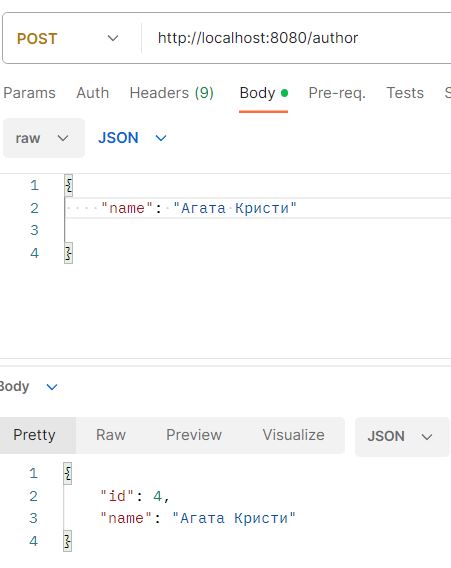 POST http://localhost:8080/author
Params Auth Headers (9) Body Pre-req. Tests S
raw JSON
1 {
2 "name": "Агата Кристи"
3
4 }
Body
Pretty Raw Preview Visualize JSON
1 {
2 "id": 4,
3 "name": "Агата Кристи"
4 }